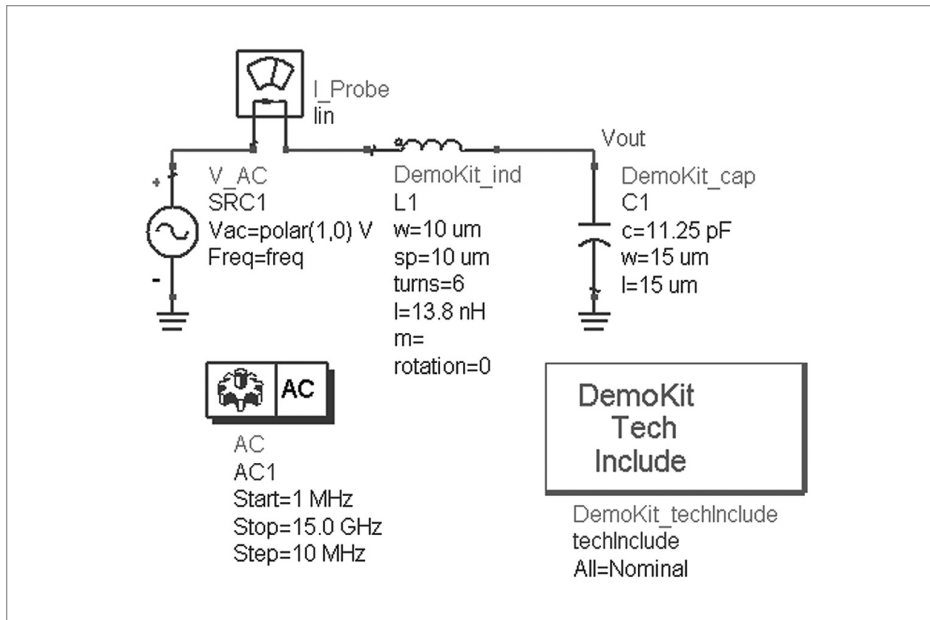 I_Probe
Iin
Vout
V_AC
SRC1
Vac=polar(1,0) V
Freq=freq
DemoKit_ind
L1
w=10 um
sp=10 um
turns=6
l=13.8 nH
m=
rotation=0
DemoKit_cap
C1
c=11.25 pF
w=15 um
l=15 um
AC
AC
AC1
Start=1 MHz
Stop=15.0 GHz
Step=10 MHz
DemoKit
Tech
Include
DemoKit_techInclude
techInclude
All=Nominal